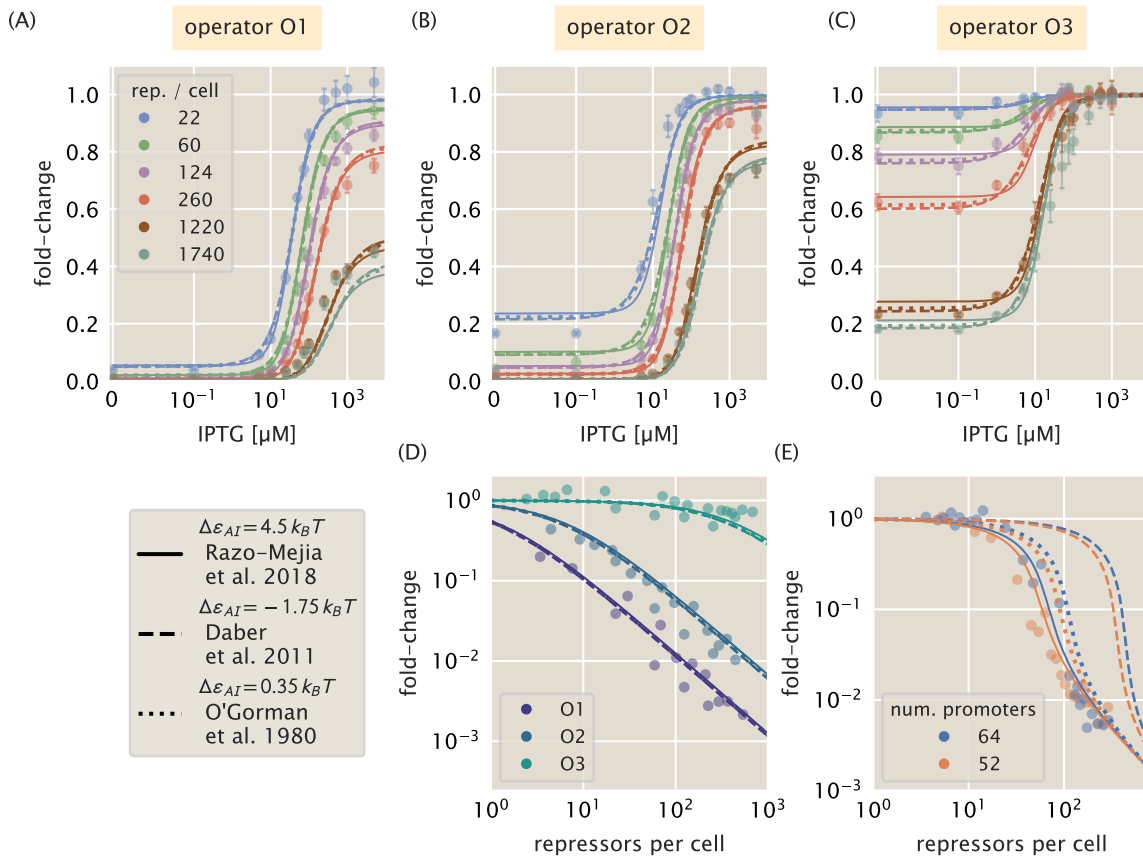 (A)
operator O1
(B)
operator O2
(C)
operator O3
fold-change
1.0
0.8
0.6
0.4
0.2
0.0
rep. / cell
22
60
124
260
1220
1740
0
10⁻¹
10¹
10³
IPTG [µM]
fold-change
1.0
0.8
0.6
0.4
0.2
0.0
0
10⁻¹
10¹
10³
IPTG [µM]
fold-change
1.0
0.8
0.6
0.4
0.2
0.0
0
10⁻¹
10¹
10³
IPTG [µM]
Δε_AI = 4.5 k_BT
Razo-Mejia
et al. 2018
Δε_AI = −1.75 k_BT
Daber
et al. 2011
Δε_AI = 0.35 k_BT
O'Gorman
et al. 1980
(D)
fold-change
10⁰
10⁻¹
10⁻²
10⁻³
O1
O2
O3
10⁰
10¹
10²
10³
repressors per cell
(E)
fold-change
10⁰
10⁻¹
10⁻²
10⁻³
num. promoters
64
52
10⁰
10²
repressors per cell